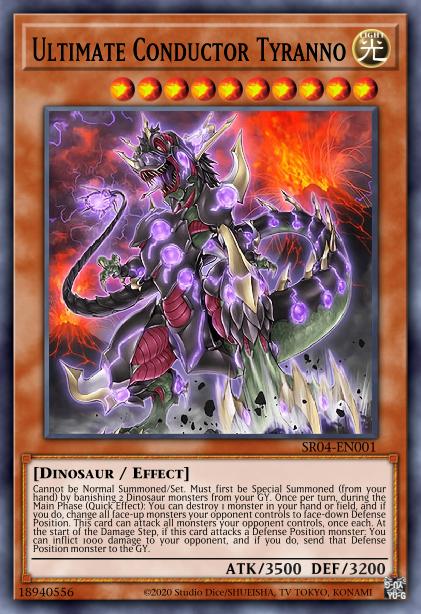 ULTIMATE CONDUCTOR TYRANNO
LIGHT
光
SR04-EN001
[DINOSAUR / EFFECT]
Cannot be Normal Summoned/Set. Must first be Special Summoned (from your
hand) by banishing 2 Dinosaur monsters from your GY. Once per turn, during the
Main Phase (Quick Effect): You can destroy 1 monster in your hand or field, and if
you do, change all face-up monsters your opponent controls to face-down Defense
Position. This card can attack all monsters your opponent controls, once each. At
the start of the Damage Step, if this card attacks a Defense Position monster: You
can inflict 1000 damage to your opponent, and if you do, send that Defense
Position monster to the GY.
ATK/3500 DEF/3200
18940556
©2020 Studio Dice/SHUEISHA, TV TOKYO, KONAMI